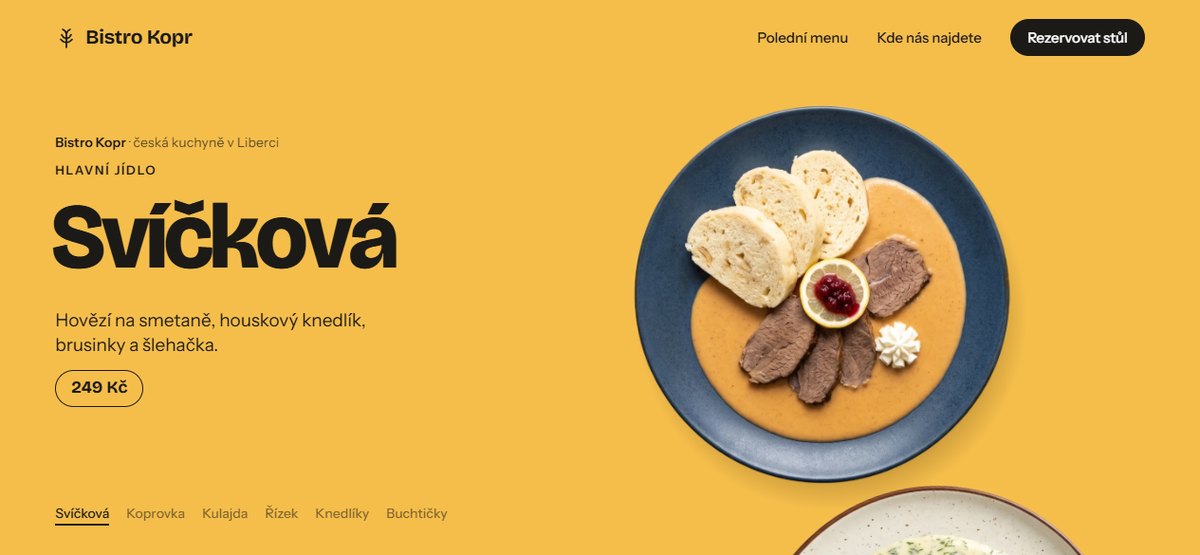 Bistro Kopr
Polední menu
Kde nás najdete
Rezervovat stůl
Bistro Kopr · česká kuchyně v Liberci
HLAVNÍ JÍDLO
Svíčková
Hovězí na smetaně, houskový knedlík,
brusinky a šlehačka.
249 Kč
Svíčková Koprovka Kulajda Řízek Knedlíky Buchtičky